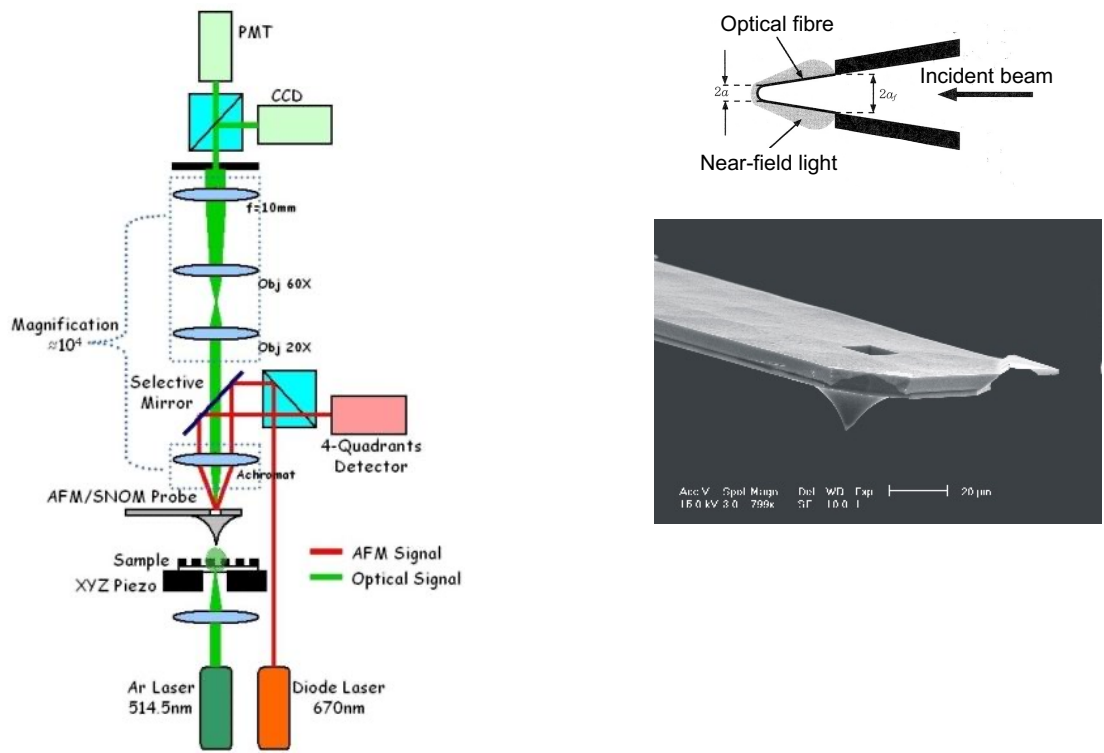 PMT
CCD
f=10mm
Obj 60X
Magnification
≈10⁴
Obj 20X
Selective
Mirror
4-Quadrants
Detector
Achromat
AFM/SNOM Probe
Sample
XYZ Piezo
AFM Signal
Optical Signal
Ar Laser
514.5nm
Diode Laser
670nm
Optical fibre
2a
2a_f
Incident beam
Near-field light
Acc.V Spot Magn Det WD Exp
15.0 kV 3.0 799x SE 10.0 1
20 µm